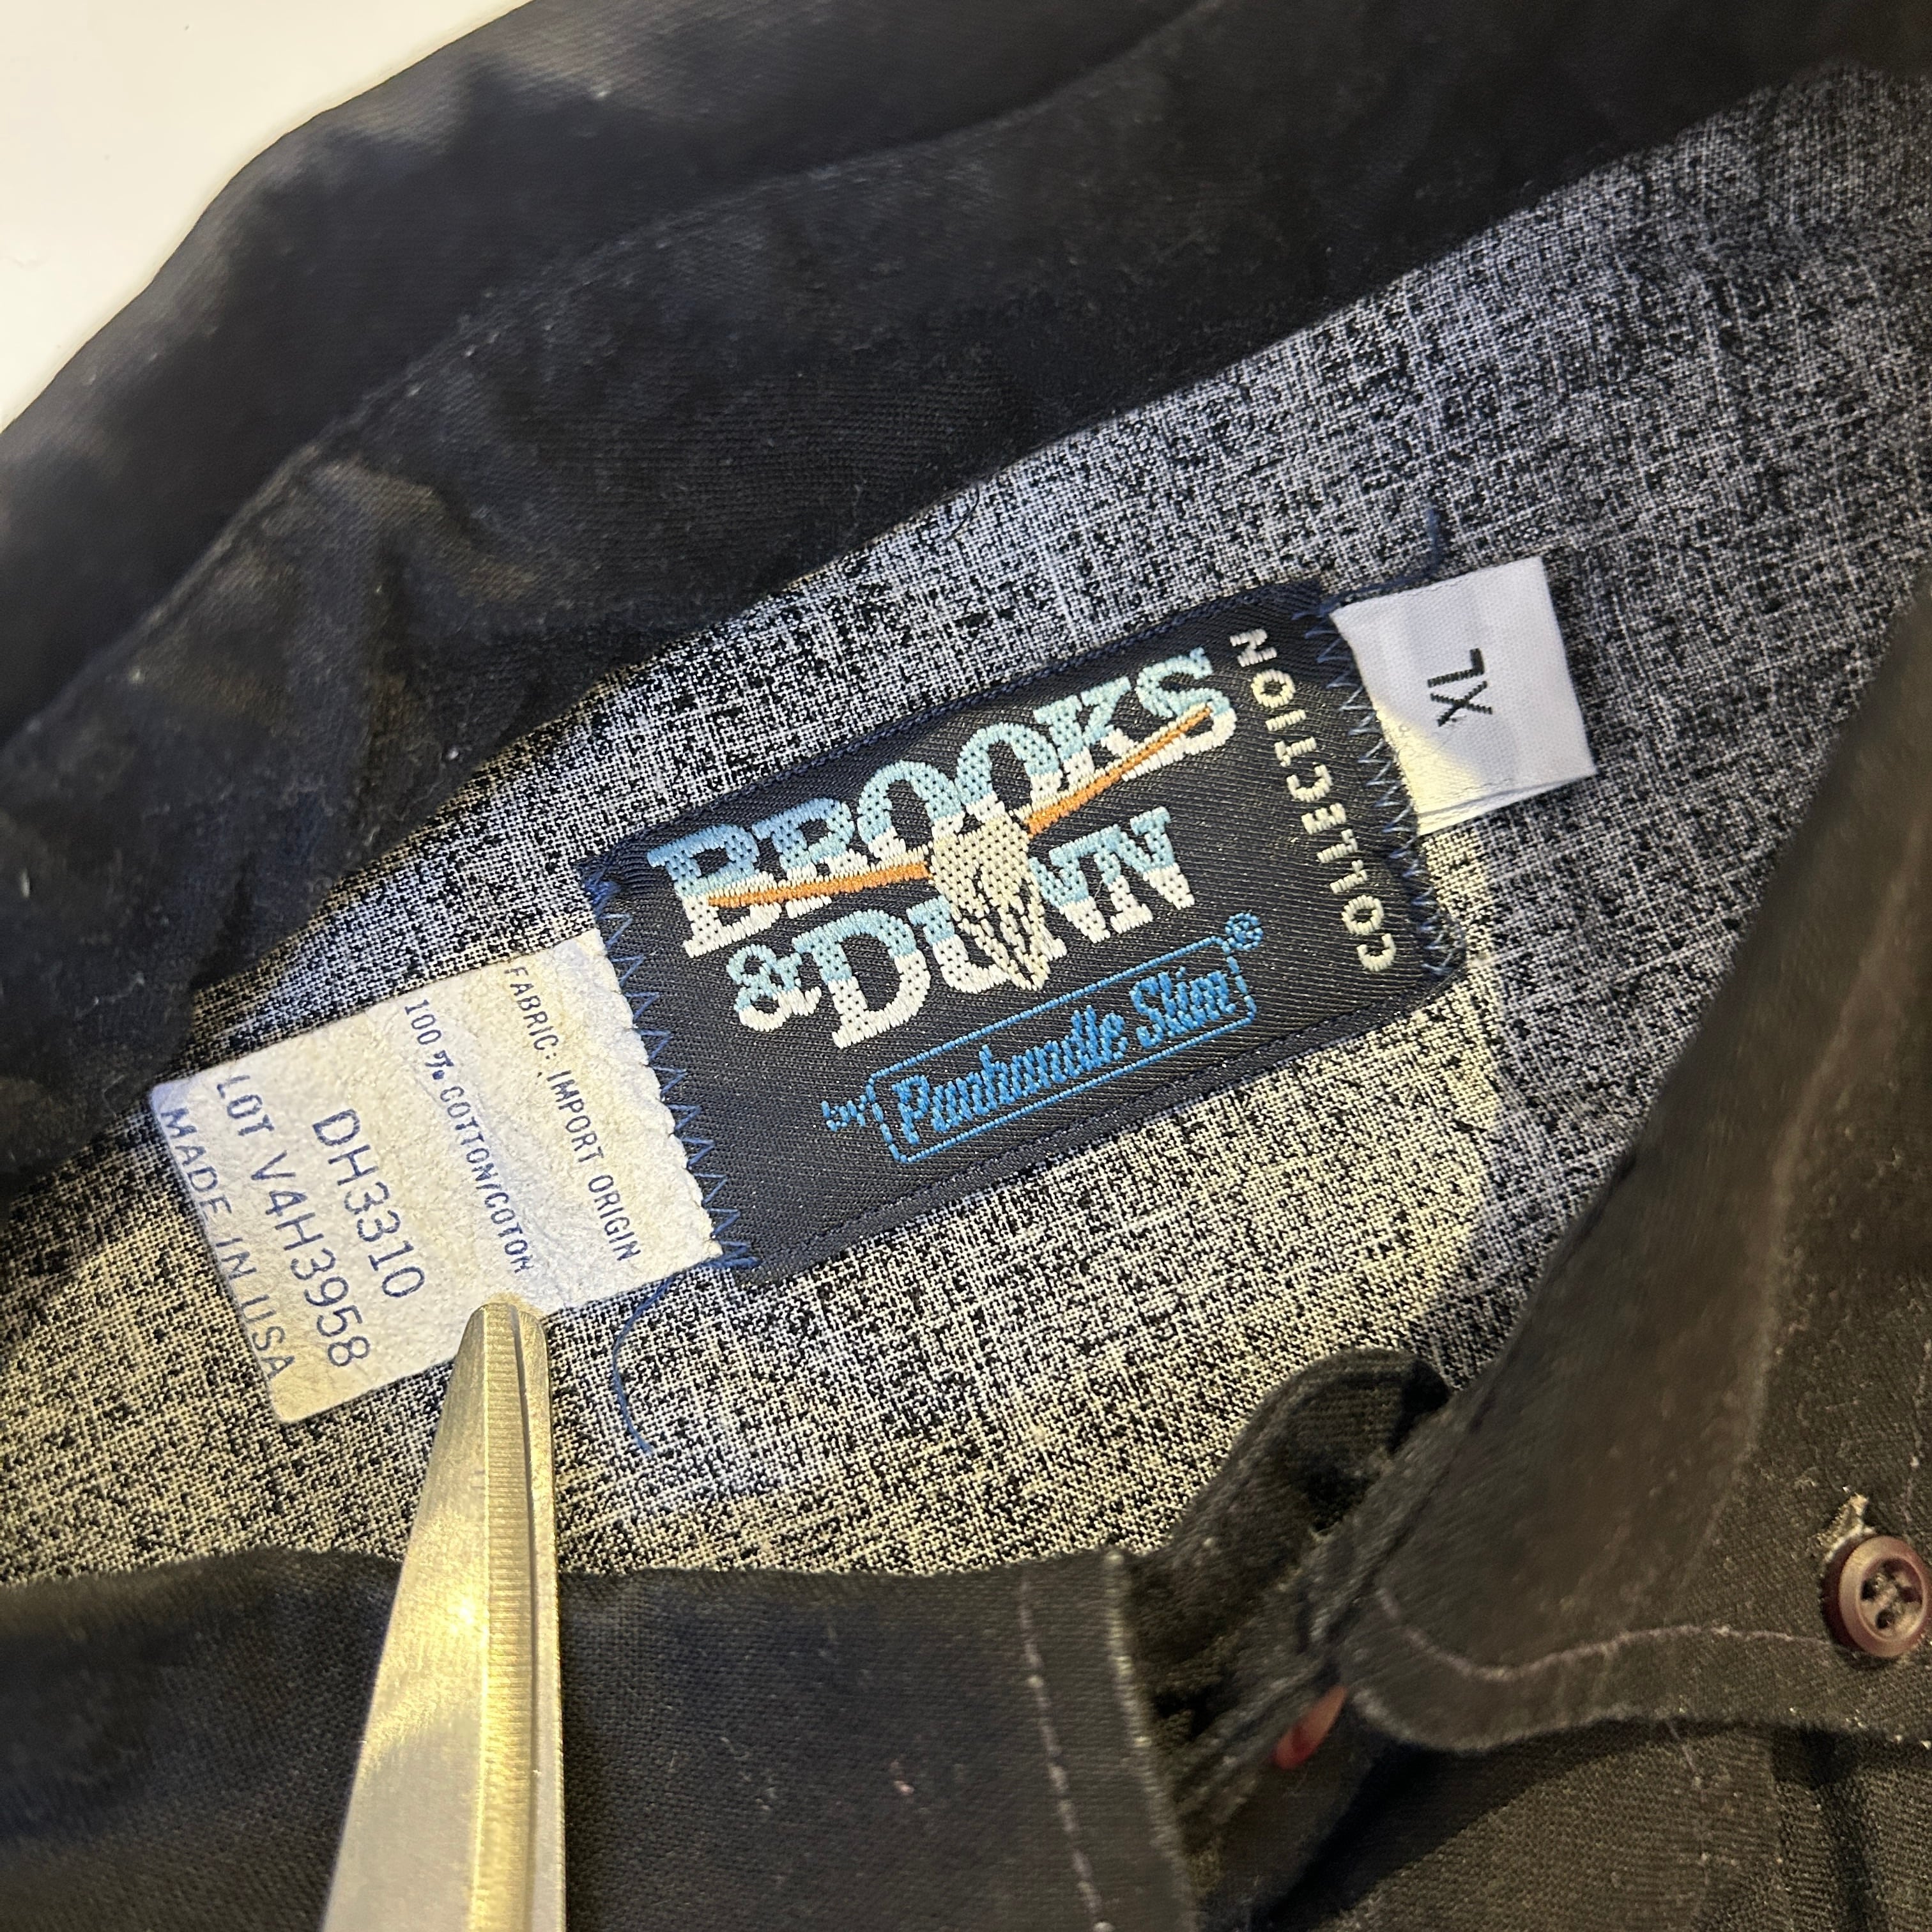 BROOKS
& DUNN
COLLECTION
by Panhandle Slim®
XL
FABRIC: IMPORT ORIGIN
100% COTTON/COTON
DH3310
LOT V4H3958
MADE IN USA